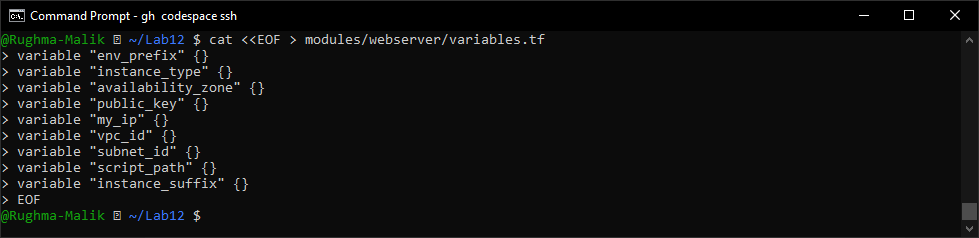 Command Prompt - gh  codespace ssh
@Rughma-Malik ~/Lab12 $ cat <<EOF > modules/webserver/variables.tf
> variable "env_prefix" {}
> variable "instance_type" {}
> variable "availability_zone" {}
> variable "public_key" {}
> variable "my_ip" {}
> variable "vpc_id" {}
> variable "subnet_id" {}
> variable "script_path" {}
> variable "instance_suffix" {}
> EOF
@Rughma-Malik ~/Lab12 $